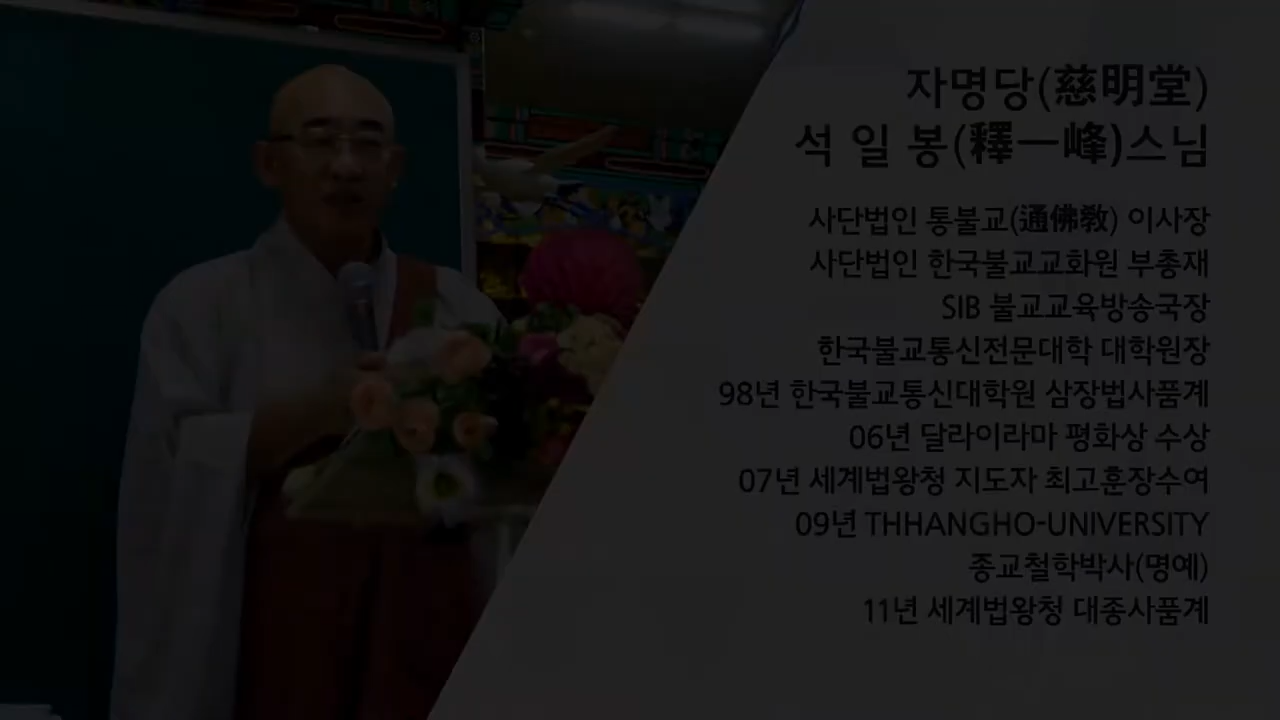 자명당(慈明堂)
석 일 봉(釋一峰)스님
사단법인 통불교(通佛敎) 이사장
사단법인 한국불교교화원 부총재
SIB 불교교육방송국장
한국불교통신전문대학 대학원장
98년 한국불교통신대학원 삼장법사품계
06년 달라이라마 평화상 수상
07년 세계법왕청 지도자 최고훈장수여
09년 THHANGHO-UNIVERSITY
종교철학박사(명예)
11년 세계법왕청 대종사품계